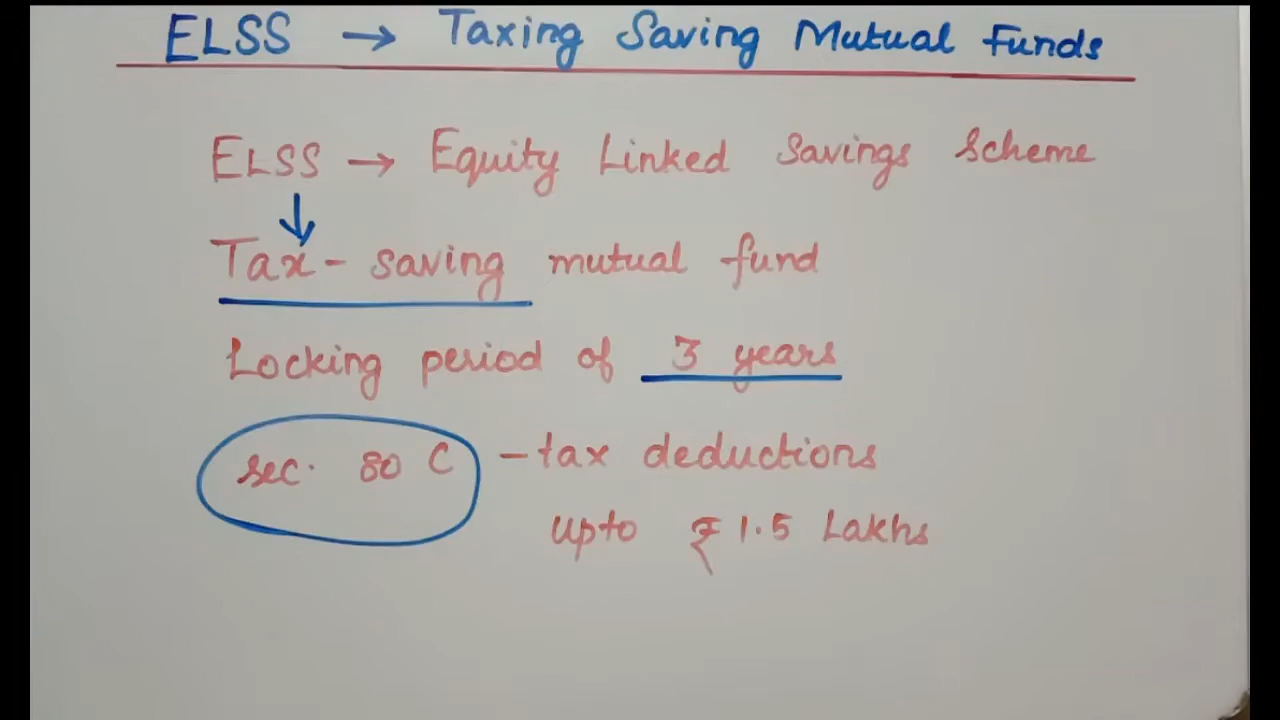 ELSS → Taxing Saving Mutual Funds
ELSS → Equity Linked Savings Scheme
Tax - saving mutual fund
Locking period of 3 years
sec. 80 C - tax deductions
upto ₹ 1.5 Lakhs